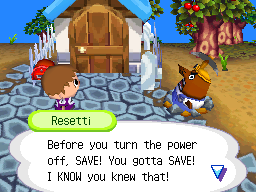 Resetti
Before you turn the power
off, SAVE! You gotta SAVE!
I KNOW you knew that!